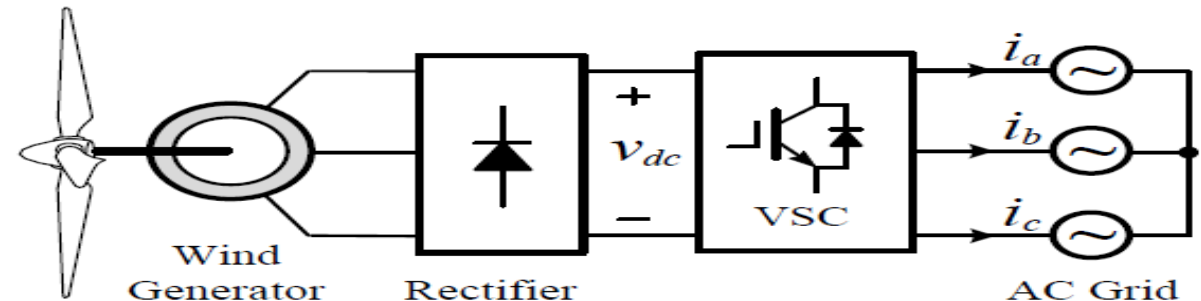 Wind
Generator
Rectifier
+
v_dc
−
VSC
i_a
i_b
i_c
AC Grid